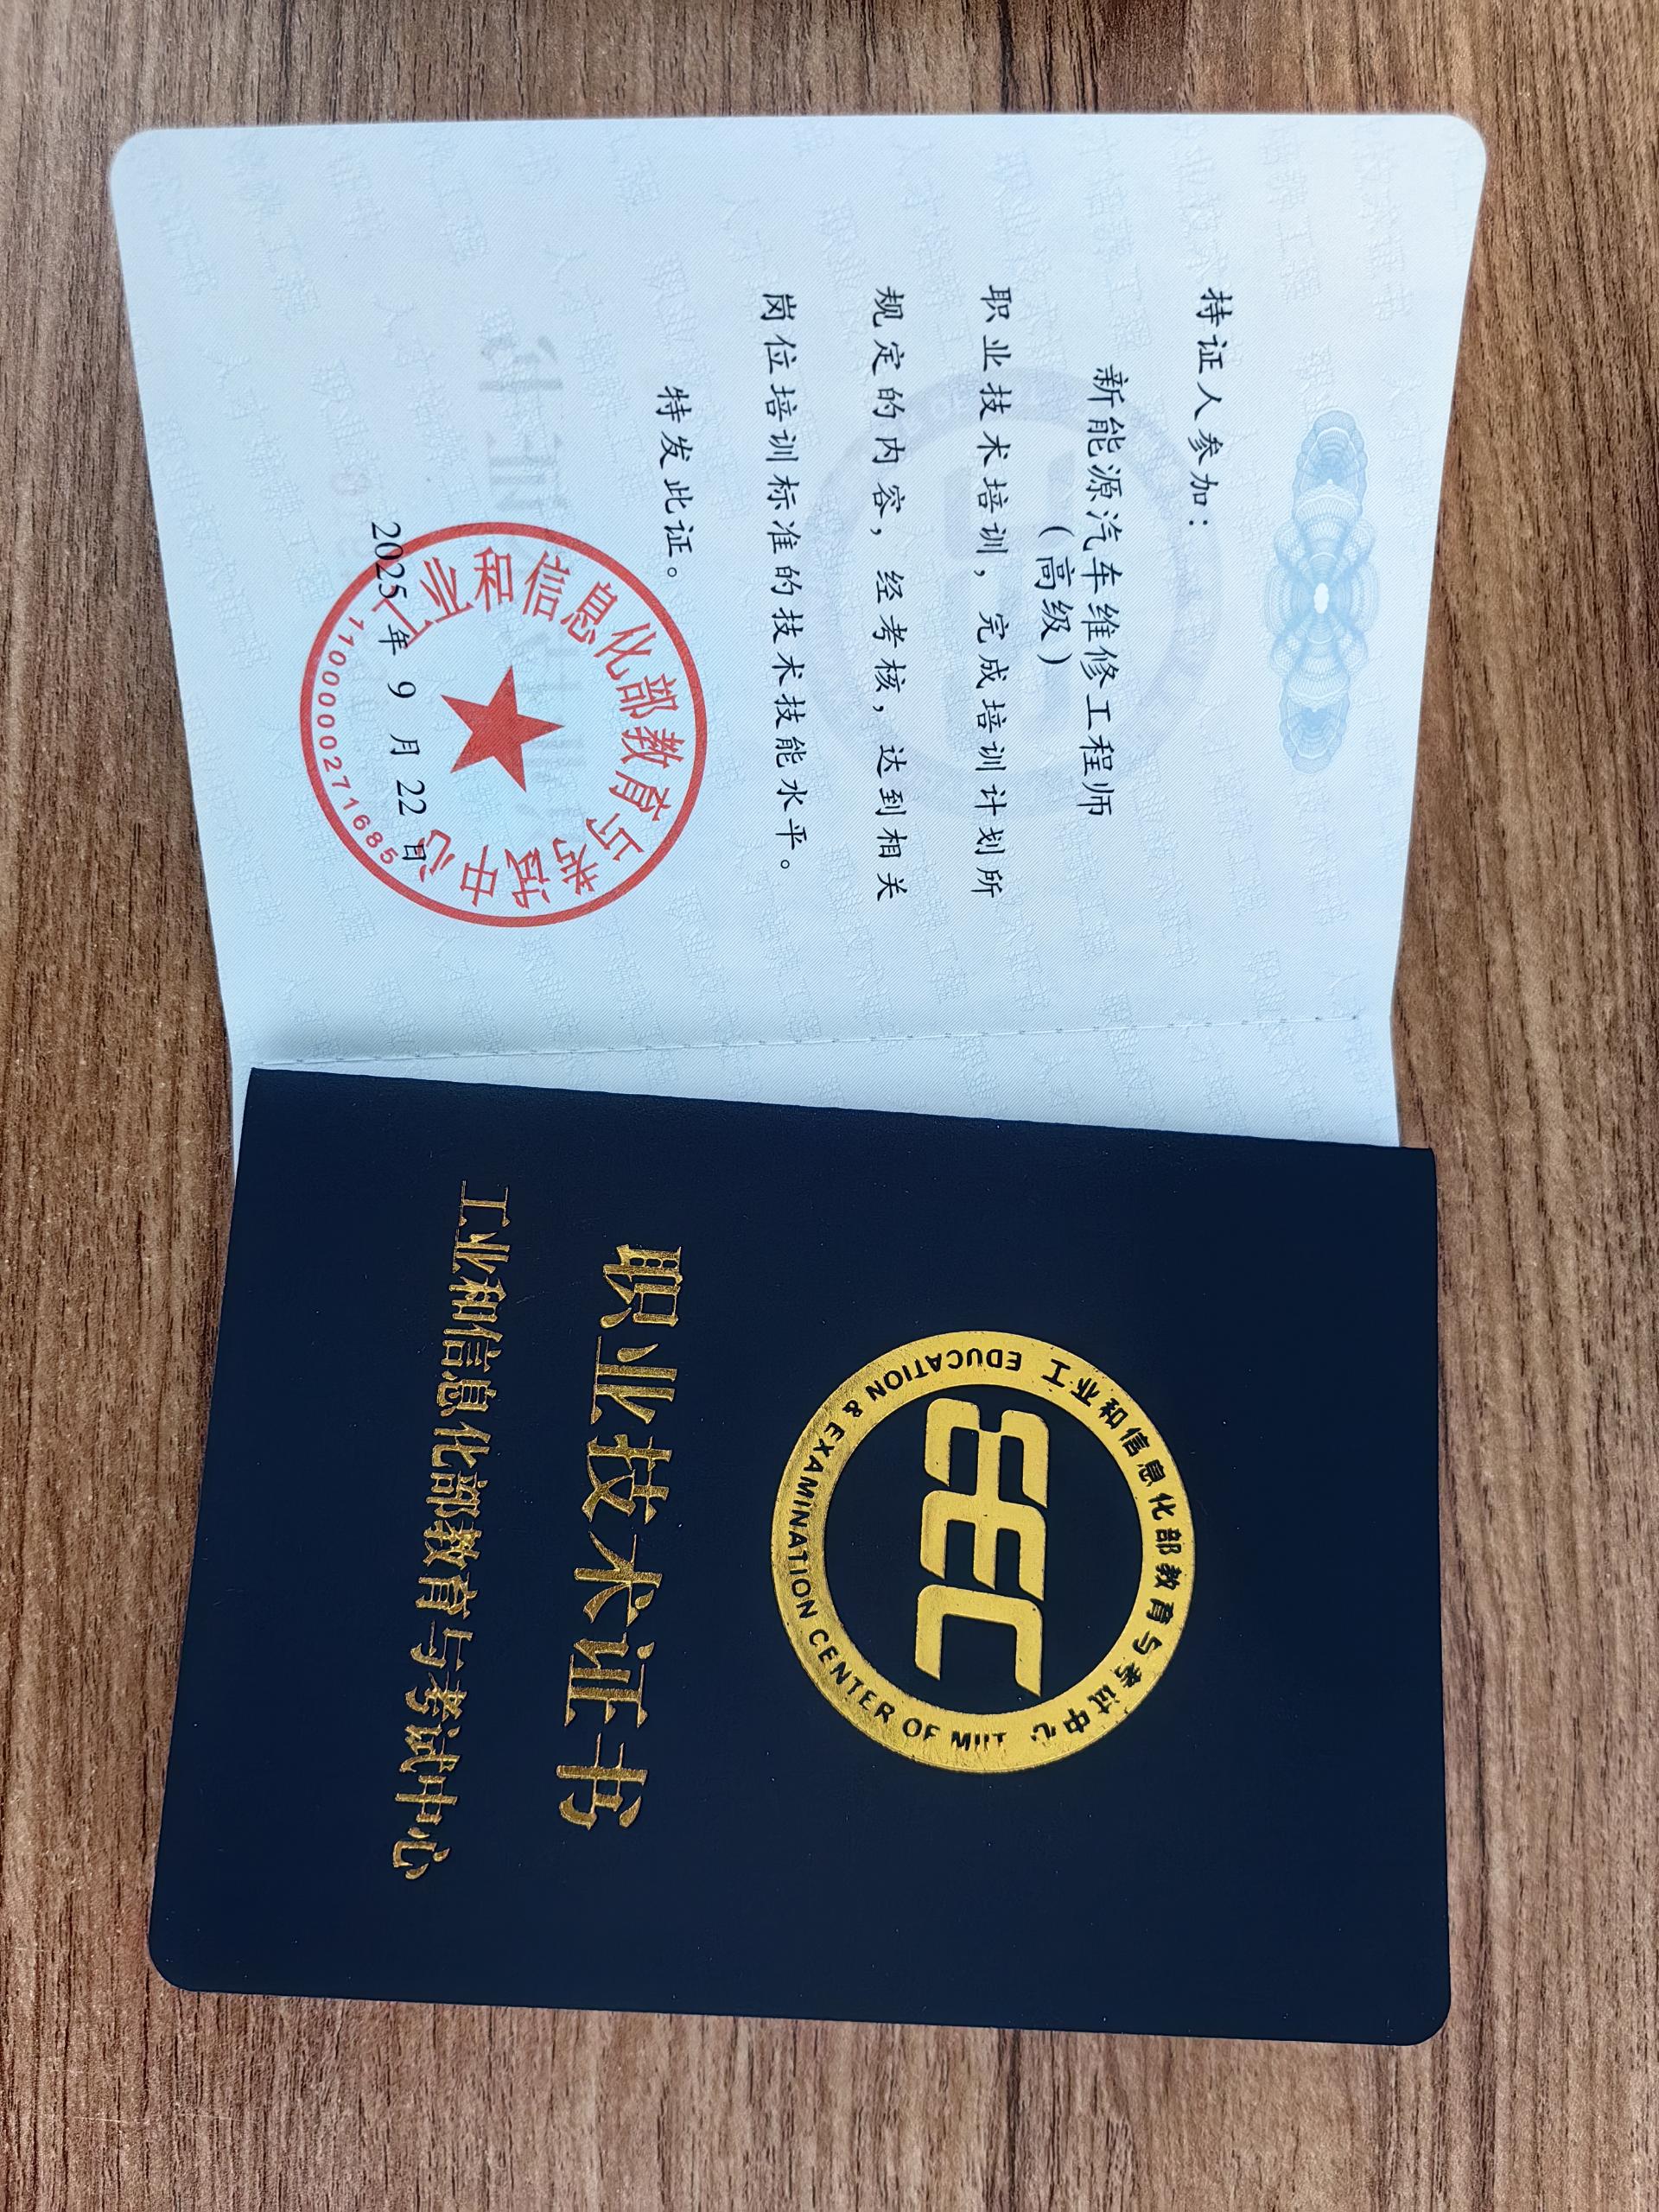 持证人参加：
新能源汽车维修工程师
（高级）
职业技术培训，完成培训计划所
规定的内容，经考核，达到相关
岗位培训标准的技术技能水平。
特发此证。
工业和信息化部教育与考试中心
2025 年 9 月 22 日
1100000271685
工业和信息化部教育与考试中心
EDUCATION & EXAMINATION CENTER OF MIIT
EEC
职业技术证书
工业和信息化部教育与考试中心